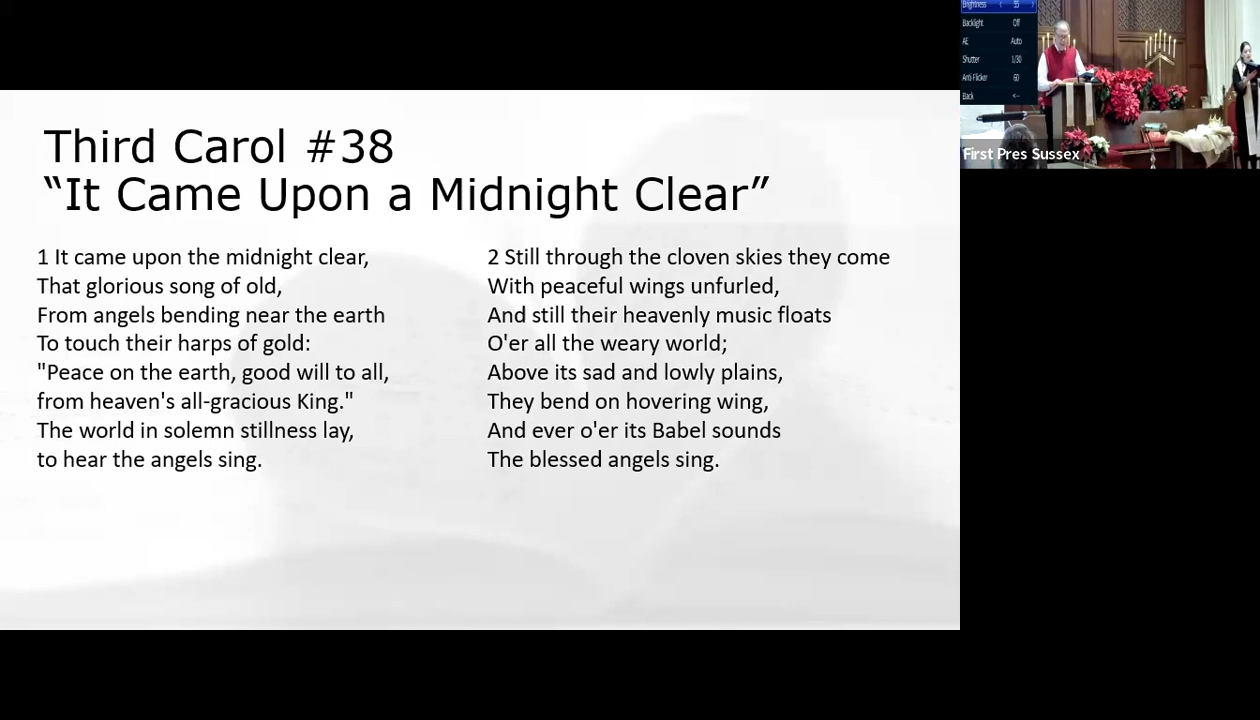 Third Carol #38
“It Came Upon a Midnight Clear”
1 It came upon the midnight clear,
That glorious song of old,
From angels bending near the earth
To touch their harps of gold:
"Peace on the earth, good will to all,
from heaven's all-gracious King."
The world in solemn stillness lay,
to hear the angels sing.
2 Still through the cloven skies they come
With peaceful wings unfurled,
And still their heavenly music floats
O'er all the weary world;
Above its sad and lowly plains,
They bend on hovering wing,
And ever o'er its Babel sounds
The blessed angels sing.
Brightness
Backlight Off
AE Auto
Shutter 1/30
Anti-Flicker 60
Back <--
First Pres Sussex